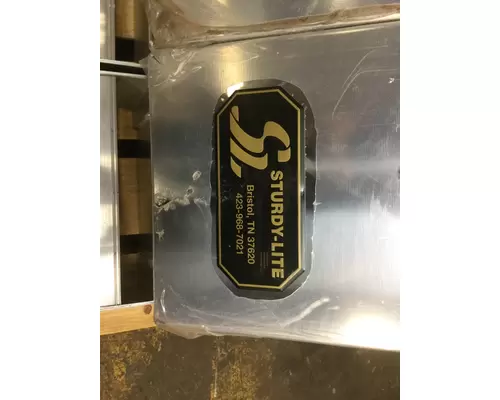 STURDY-LITE
Bristol, TN 37620
423-968-7021